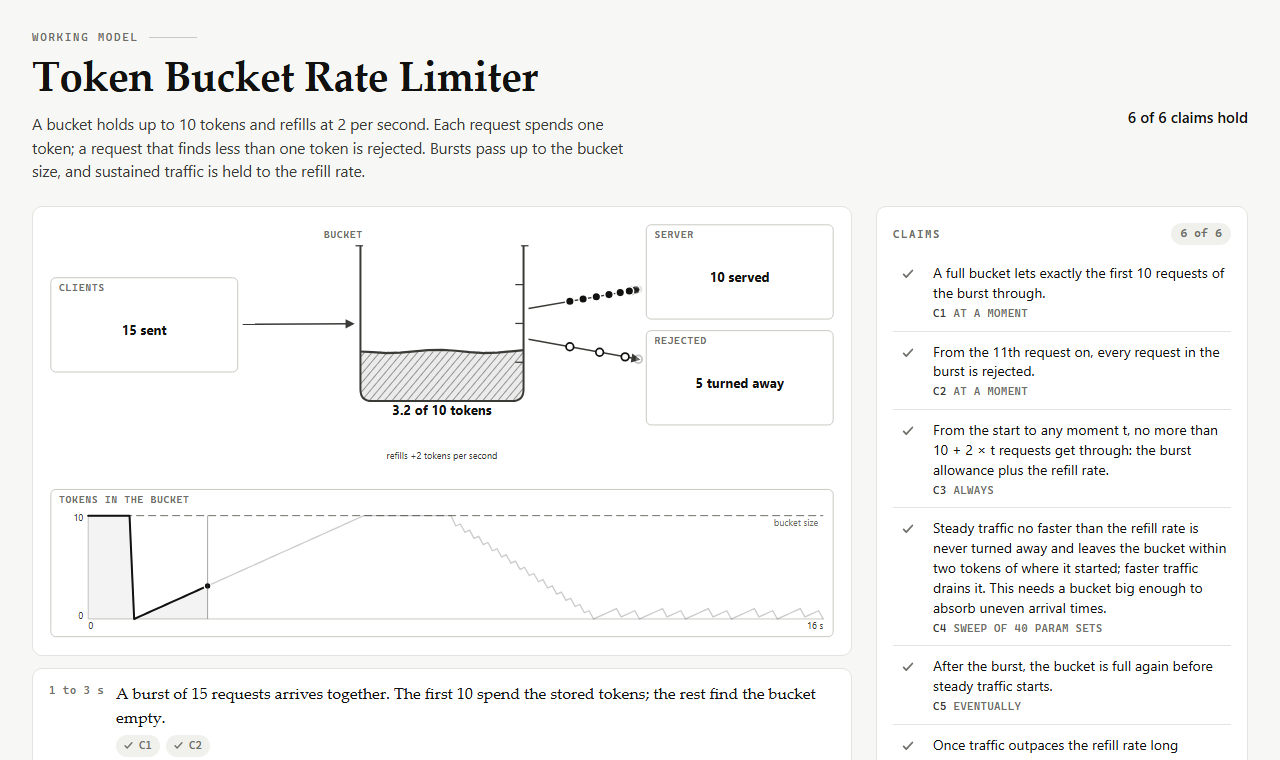 WORKING MODEL
Token Bucket Rate Limiter
A bucket holds up to 10 tokens and refills at 2 per second. Each request spends one
token; a request that finds less than one token is rejected. Bursts pass up to the bucket
size, and sustained traffic is held to the refill rate.
6 of 6 claims hold
CLIENTS
15 sent
BUCKET
3.2 of 10 tokens
refills +2 tokens per second
SERVER
10 served
REJECTED
5 turned away
TOKENS IN THE BUCKET
10
bucket size
0
0
16 s
1 to 3 s
A burst of 15 requests arrives together. The first 10 spend the stored tokens; the rest find the bucket
empty.
C1
C2
CLAIMS
6 of 6
A full bucket lets exactly the first 10 requests of
the burst through.
C1 AT A MOMENT
From the 11th request on, every request in the
burst is rejected.
C2 AT A MOMENT
From the start to any moment t, no more than
10 + 2 × t requests get through: the burst
allowance plus the refill rate.
C3 ALWAYS
Steady traffic no faster than the refill rate is
never turned away and leaves the bucket within
two tokens of where it started; faster traffic
drains it. This needs a bucket big enough to
absorb uneven arrival times.
C4 SWEEP OF 40 PARAM SETS
After the burst, the bucket is full again before
steady traffic starts.
C5 EVENTUALLY
Once traffic outpaces the refill rate long